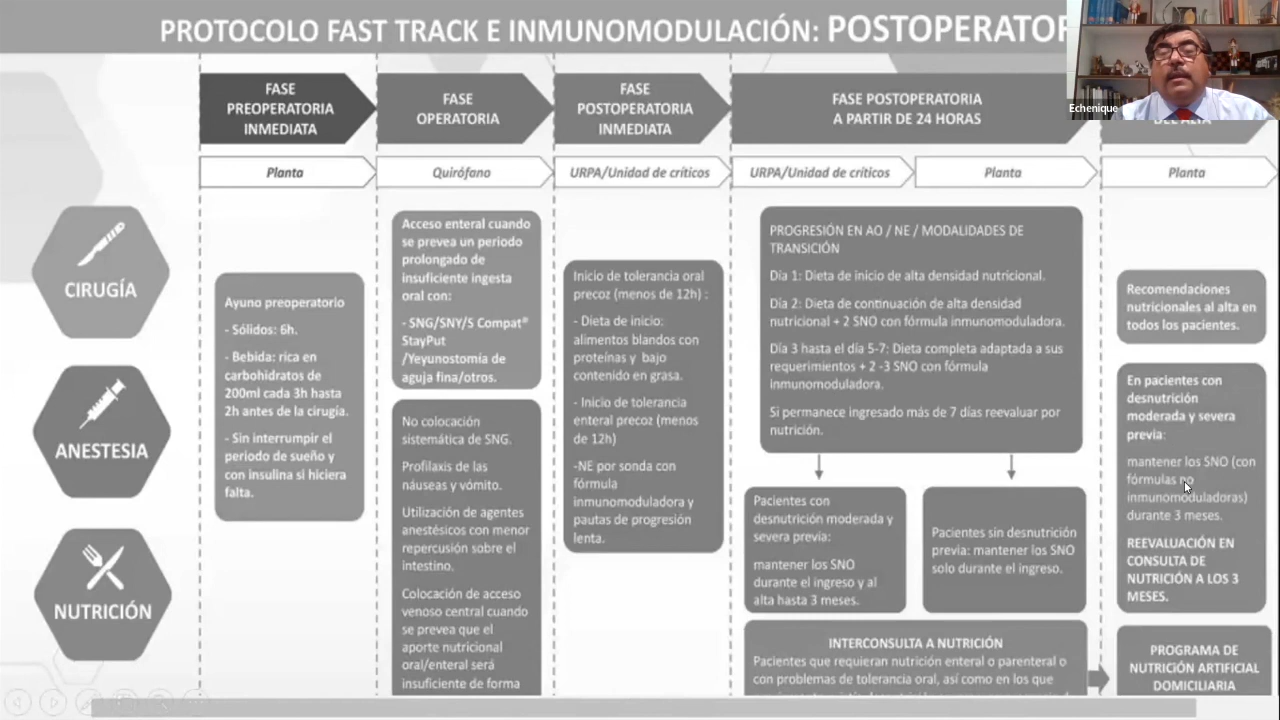 PROTOCOLO FAST TRACK E INMUNOMODULACIÓN: POSTOPERATOR
Echenique
FASE
PREOPERATORIA
INMEDIATA
FASE
OPERATORIA
FASE
POSTOPERATORIA
INMEDIATA
FASE POSTOPERATORIA
A PARTIR DE 24 HORAS
DEL ALTA
Planta
Quirófano
URPA/Unidad de críticos
URPA/Unidad de críticos
Planta
Planta
CIRUGÍA
ANESTESIA
NUTRICIÓN
Ayuno preoperatorio
- Sólidos: 6h.
- Bebida: rica en
carbohidratos de
200ml cada 3h hasta
2h antes de la cirugía.
- Sin interrumpir el
periodo de sueño y
con insulina si hiciera
falta.
Acceso enteral cuando
se prevea un periodo
prolongado de
insuficiente ingesta
oral con:
- SNG/SNY/S Compat®
StayPut
/Yeyunostomía de
aguja fina/otros.
No colocación
sistemática de SNG.
Profilaxis de las
náuseas y vómito.
Utilización de agentes
anestésicos con menor
repercusión sobre el
intestino.
Colocación de acceso
venoso central cuando
se prevea que el
aporte nutricional
oral/enteral será
insuficiente de forma
Inicio de tolerancia oral
precoz (menos de 12h) :
- Dieta de inicio:
alimentos blandos con
proteínas y bajo
contenido en grasa.
- Inicio de tolerancia
enteral precoz (menos
de 12h)
-NE por sonda con
fórmula
inmunomoduladora y
pautas de progresión
lenta.
PROGRESIÓN EN AO / NE / MODALIDADES DE
TRANSICIÓN
Día 1: Dieta de inicio de alta densidad nutricional.
Día 2: Dieta de continuación de alta densidad
nutricional + 2 SNO con fórmula inmunomoduladora.
Día 3 hasta el día 5-7: Dieta completa adaptada a sus
requerimientos + 2 -3 SNO con fórmula
inmunomoduladora.
Si permanece ingresado más de 7 días reevaluar por
nutrición.
Pacientes con
desnutrición moderada y
severa previa:
mantener los SNO
durante el ingreso y al
alta hasta 3 meses.
Pacientes sin desnutrición
previa: mantener los SNO
solo durante el ingreso.
INTERCONSULTA A NUTRICIÓN
Pacientes que requieran nutrición enteral o parenteral o
con problemas de tolerancia oral, así como en los que
Recomendaciones
nutricionales al alta en
todos los pacientes.
En pacientes con
desnutrición
moderada y severa
previa:
mantener los SNO (con
fórmulas no
inmunomoduladoras)
durante 3 meses.
REEVALUACIÓN EN
CONSULTA DE
NUTRICIÓN A LOS 3
MESES.
PROGRAMA DE
NUTRICIÓN ARTIFICIAL
DOMICILIARIA